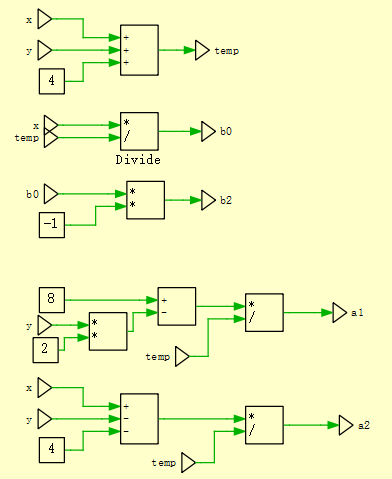 x
+
y
+
temp
4
+
x
*
b0
temp
/
Divide
b0
*
b2
-1
*
8
+
*
a1
y
*
-
/
2
*
temp
x
+
*
a2
y
-
/
4
-
temp